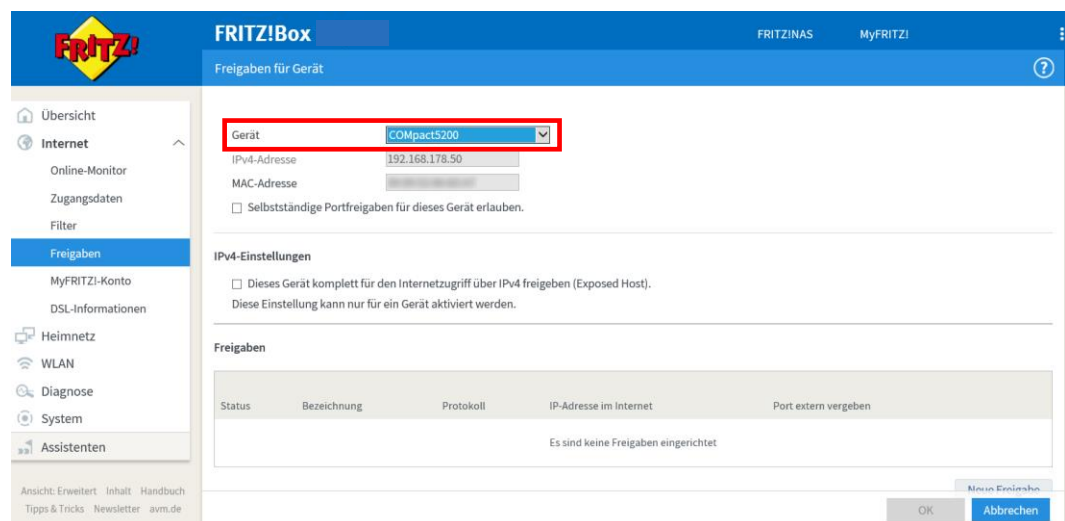 FRITZ!
FRITZ!Box
FRITZ!NAS MyFRITZ!
Freigaben für Gerät ?
Übersicht
Internet
Online-Monitor
Zugangsdaten
Filter
Freigaben
MyFRITZ!-Konto
DSL-Informationen
Heimnetz
WLAN
Diagnose
System
Assistenten
Ansicht: Erweitert Inhalt Handbuch
Tipps & Tricks Newsletter avm.de
Gerät COMpact5200
IPv4-Adresse 192.168.178.50
MAC-Adresse
Selbstständige Portfreigaben für dieses Gerät erlauben.
IPv4-Einstellungen
Dieses Gerät komplett für den Internetzugriff über IPv4 freigeben (Exposed Host).
Diese Einstellung kann nur für ein Gerät aktiviert werden.
Freigaben
Status Bezeichnung Protokoll IP-Adresse im Internet Port extern vergeben
Es sind keine Freigaben eingerichtet
Neue Freigabe
OK Abbrechen